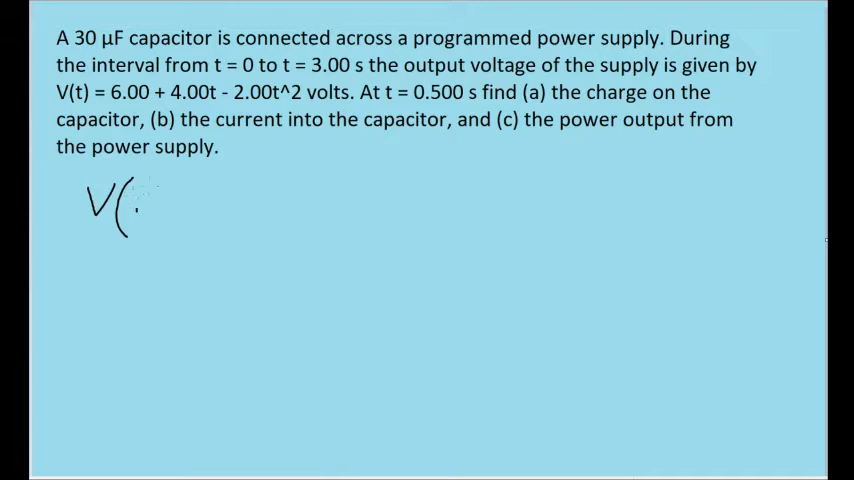 A 30 μF capacitor is connected across a programmed power supply. During
the interval from t = 0 to t = 3.00 s the output voltage of the supply is given by
V(t) = 6.00 + 4.00t - 2.00t^2 volts. At t = 0.500 s find (a) the charge on the
capacitor, (b) the current into the capacitor, and (c) the power output from
the power supply.
V(